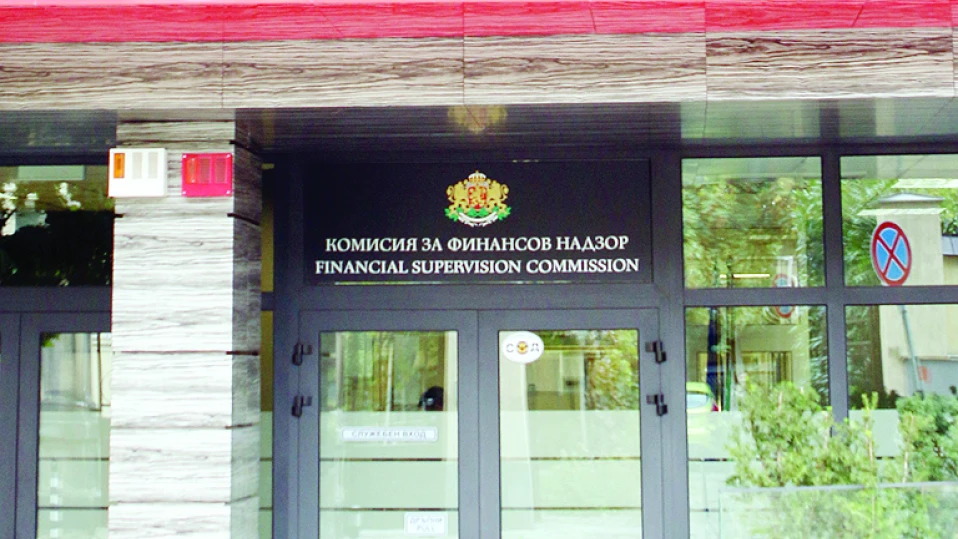 КОМИСИЯ ЗА ФИНАНСОВ НАДЗОР
FINANCIAL SUPERVISION COMMISSION
СОД
СЛУЖЕБЕН ВХОД